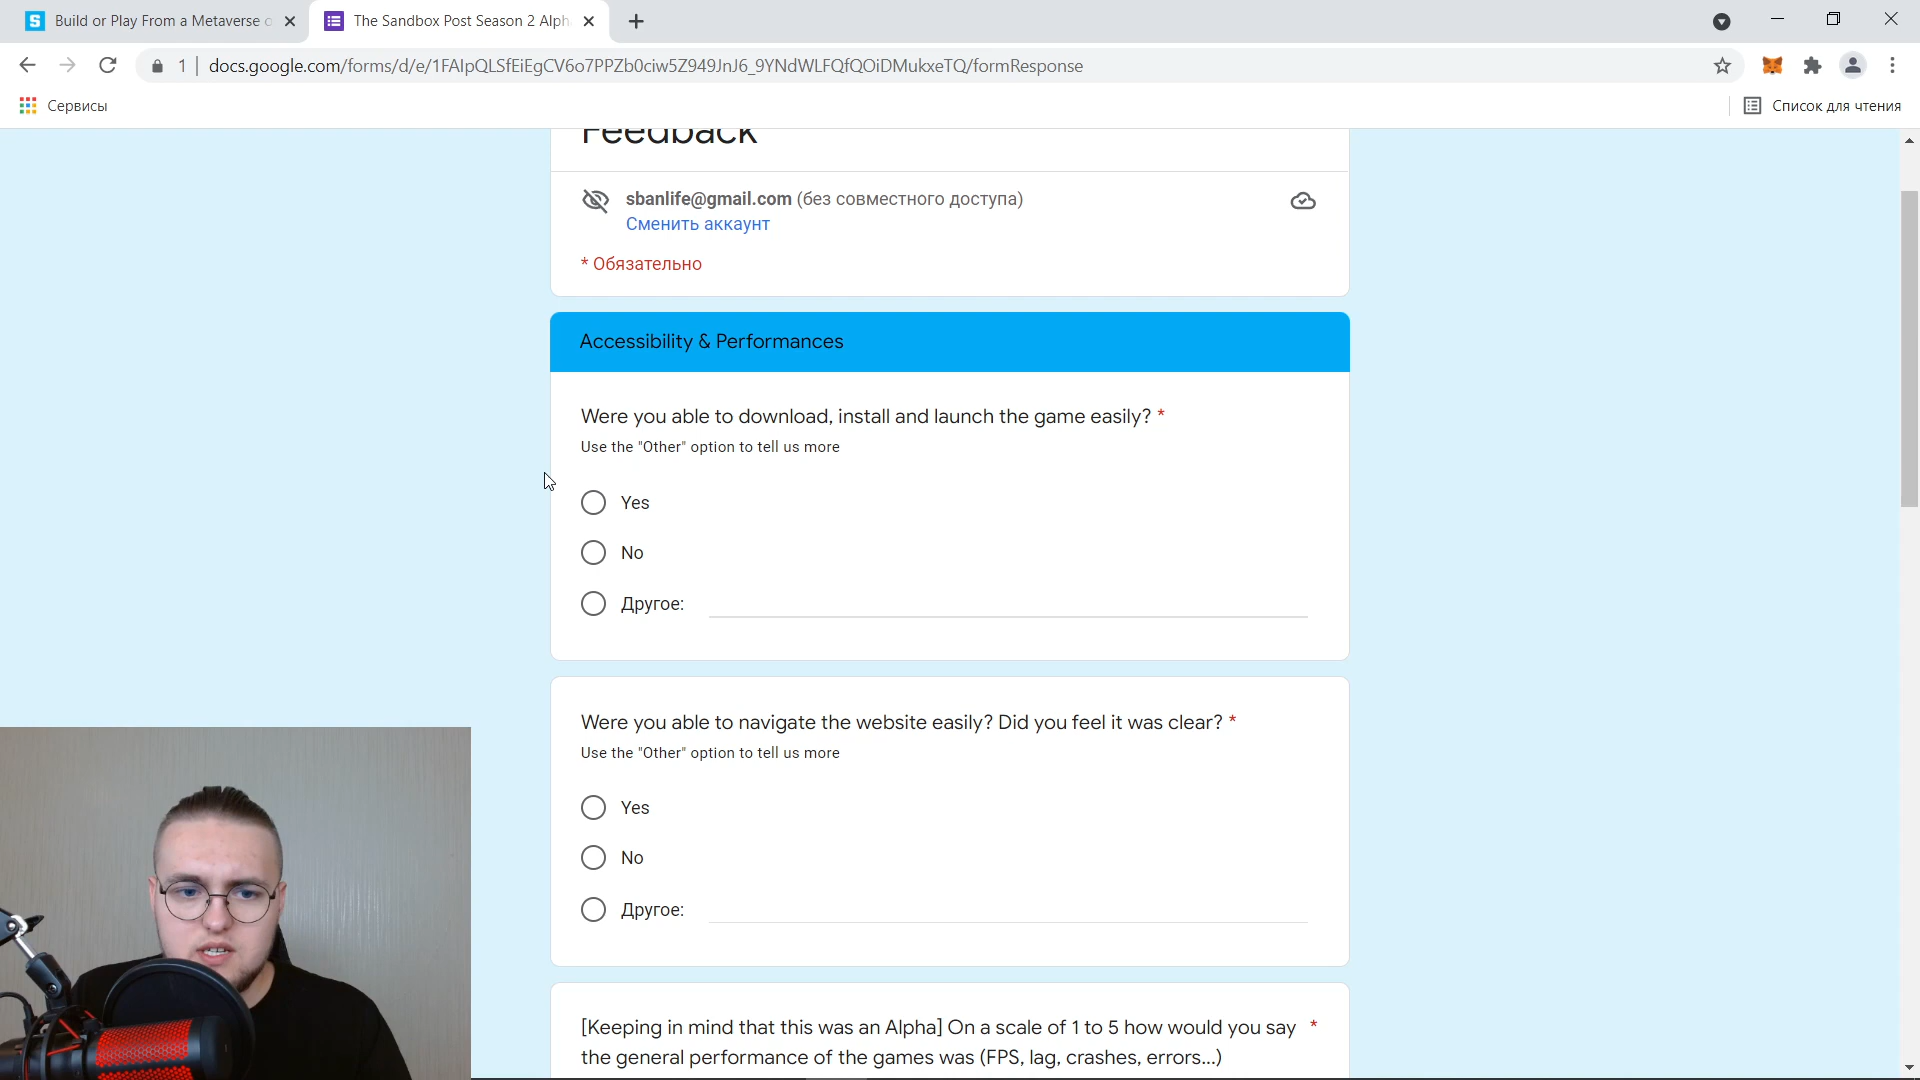 Build or Play From a Metaverse o
The Sandbox Post Season 2 Alph
1
docs.google.com/forms/d/e/1FAIpQLSfEiEgCV6o7PPZb0ciw5Z949JnJ6_9YNdWLFQfQOiDMukxeTQ/formResponse
Сервисы
Список для чтения
Feedback
sbanlife@gmail.com (без совместного доступа)
Сменить аккаунт
* Обязательно
Accessibility & Performances
Were you able to download, install and launch the game easily? *
Use the "Other" option to tell us more
Yes
No
Другое:
Were you able to navigate the website easily? Did you feel it was clear? *
Use the "Other" option to tell us more
Yes
No
Другое:
[Keeping in mind that this was an Alpha] On a scale of 1 to 5 how would you say *
the general performance of the games was (FPS, lag, crashes, errors...)